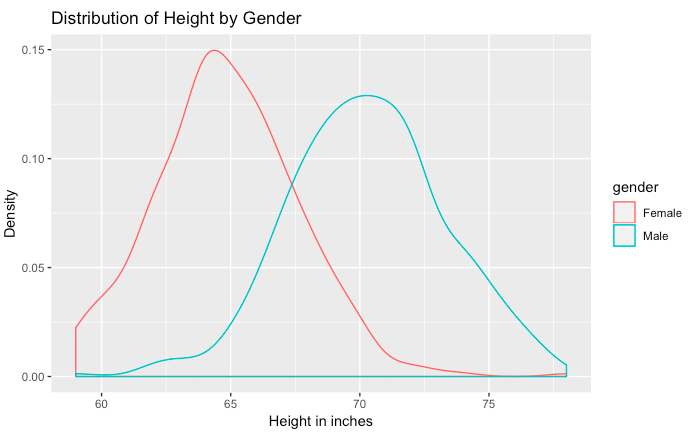 Distribution of Height by Gender
0.15
0.10
0.05
0.00
Density
60 65 70 75
Height in inches
gender
Female
Male